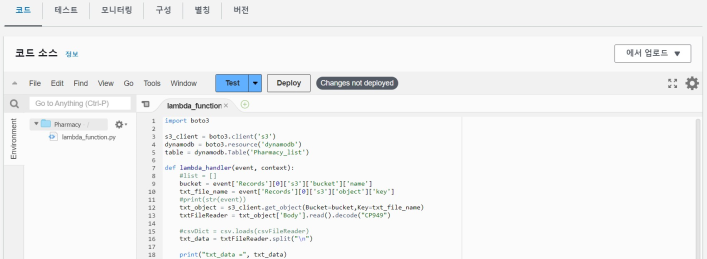 코드 테스트 모니터링 구성 별칭 버전
코드 소스 정보
에서 업로드 ▼
File Edit Find View Go Tools Window Test Deploy Changes not deployed
Go to Anything (Ctrl-P) lambda_function ×
Environment
Pharmacy /
lambda_function.py
1 import boto3
2
3 s3_client = boto3.client('s3')
4 dynamodb = boto3.resource('dynamodb')
5 table = dynamodb.Table('Pharmacy_list')
6
7 def lambda_handler(event, context):
8 #list = []
9 bucket = event['Records'][0]['s3']['bucket']['name']
10 txt_file_name = event['Records'][0]['s3']['object']['key']
11 #print(str(event))
12 txt_object = s3_client.get_object(Bucket=bucket,Key=txt_file_name)
13 txtFileReader = txt_object['Body'].read().decode("CP949")
14
15 #csvDict = csv.loads(csvFileReader)
16 txt_data = txtFileReader.split("\n")
17
18 print("txt_data =", txt_data)